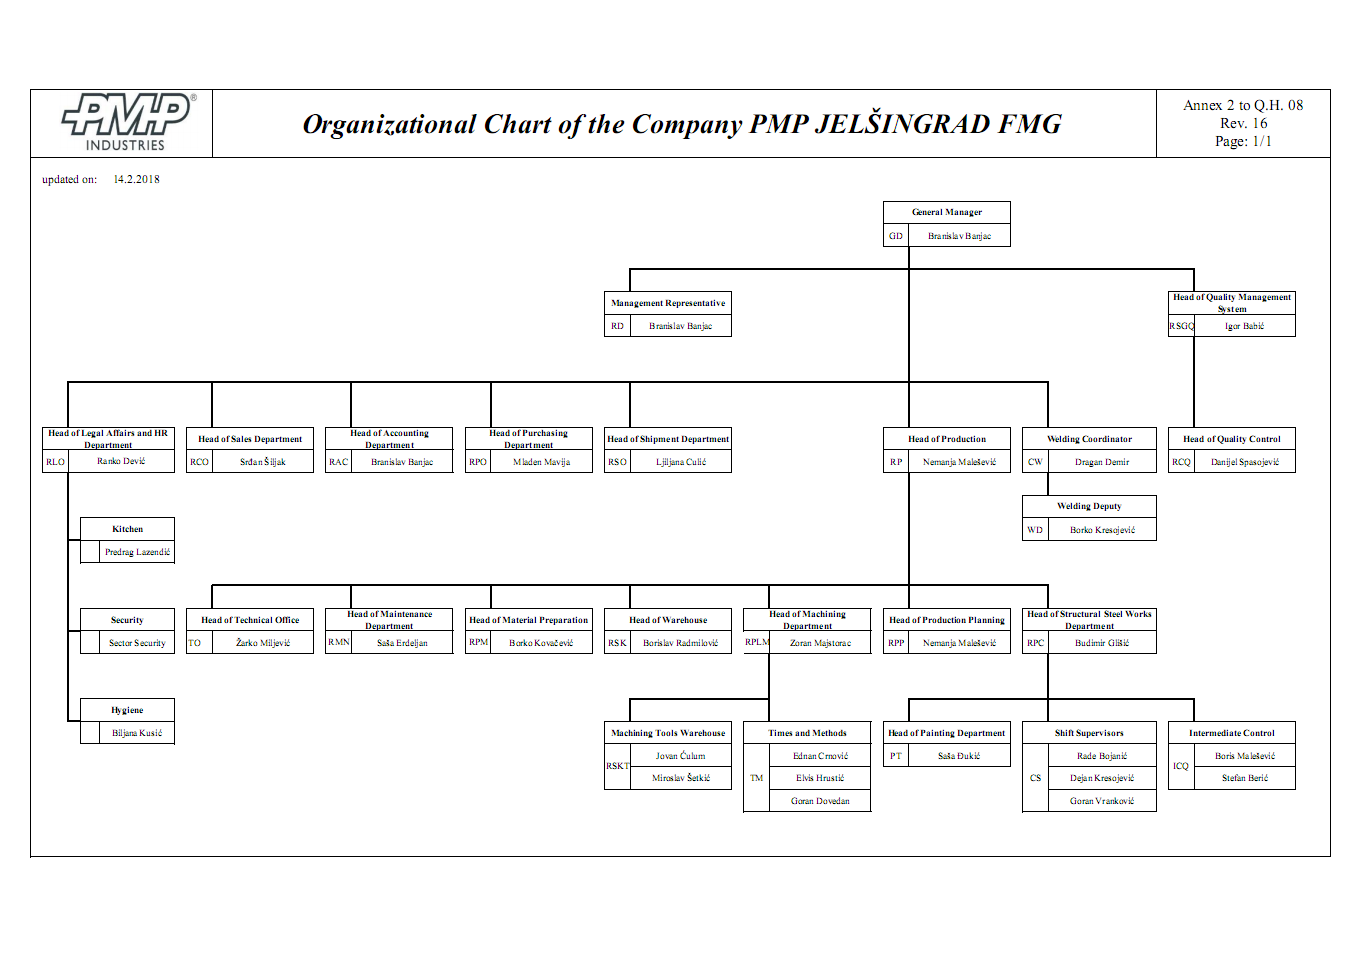 PMP®
INDUSTRIES
Organizational Chart of the Company PMP JELŠINGRAD FMG
Annex 2 to Q.H. 08
Rev. 16
Page: 1/1
updated on: 14.2.2018
General Manager
GD Branislav Banjac
Management Representative
RD Branislav Banjac
Head of Quality Management
System
RSGQ Igor Babić
Head of Legal Affairs and HR
Department
RLO Ranko Dević
Head of Sales Department
RCO Srđan Šiljak
Head of Accounting
Department
RAC Branislav Banjac
Head of Purchasing
Department
RPO Mladen Mavija
Head of Shipment Department
RSO Ljiljana Culić
Head of Production
RP Nemanja Malešević
Welding Coordinator
CW Dragan Demir
Head of Quality Control
RCQ Danijel Spasojević
Welding Deputy
WD Borko Kresojević
Kitchen
Predrag Lazendić
Security
Sector Security
Hygiene
Biljana Kusić
Head of Technical Office
TO Žarko Miljević
Head of Maintenance
Department
RMN Saša Erdeljan
Head of Material Preparation
RPM Borko Kovačević
Head of Warehouse
RSK Borislav Radmilović
Head of Machining
Department
RPLM Zoran Majstorac
Head of Production Planning
RPP Nemanja Malešević
Head of Structural Steel Works
Department
RPC Budimir Glišić
Machining Tools Warehouse
RSKT
Jovan Ćulum
Miroslav Šetkić
Times and Methods
TM
Ednan Crnović
Elvis Hrustić
Goran Dovedan
Head of Painting Department
PT Saša Đukić
Shift Supervisors
CS
Rade Bojanić
Dejan Kresojević
Goran Vranković
Intermediate Control
ICQ
Boris Malešević
Stefan Berić